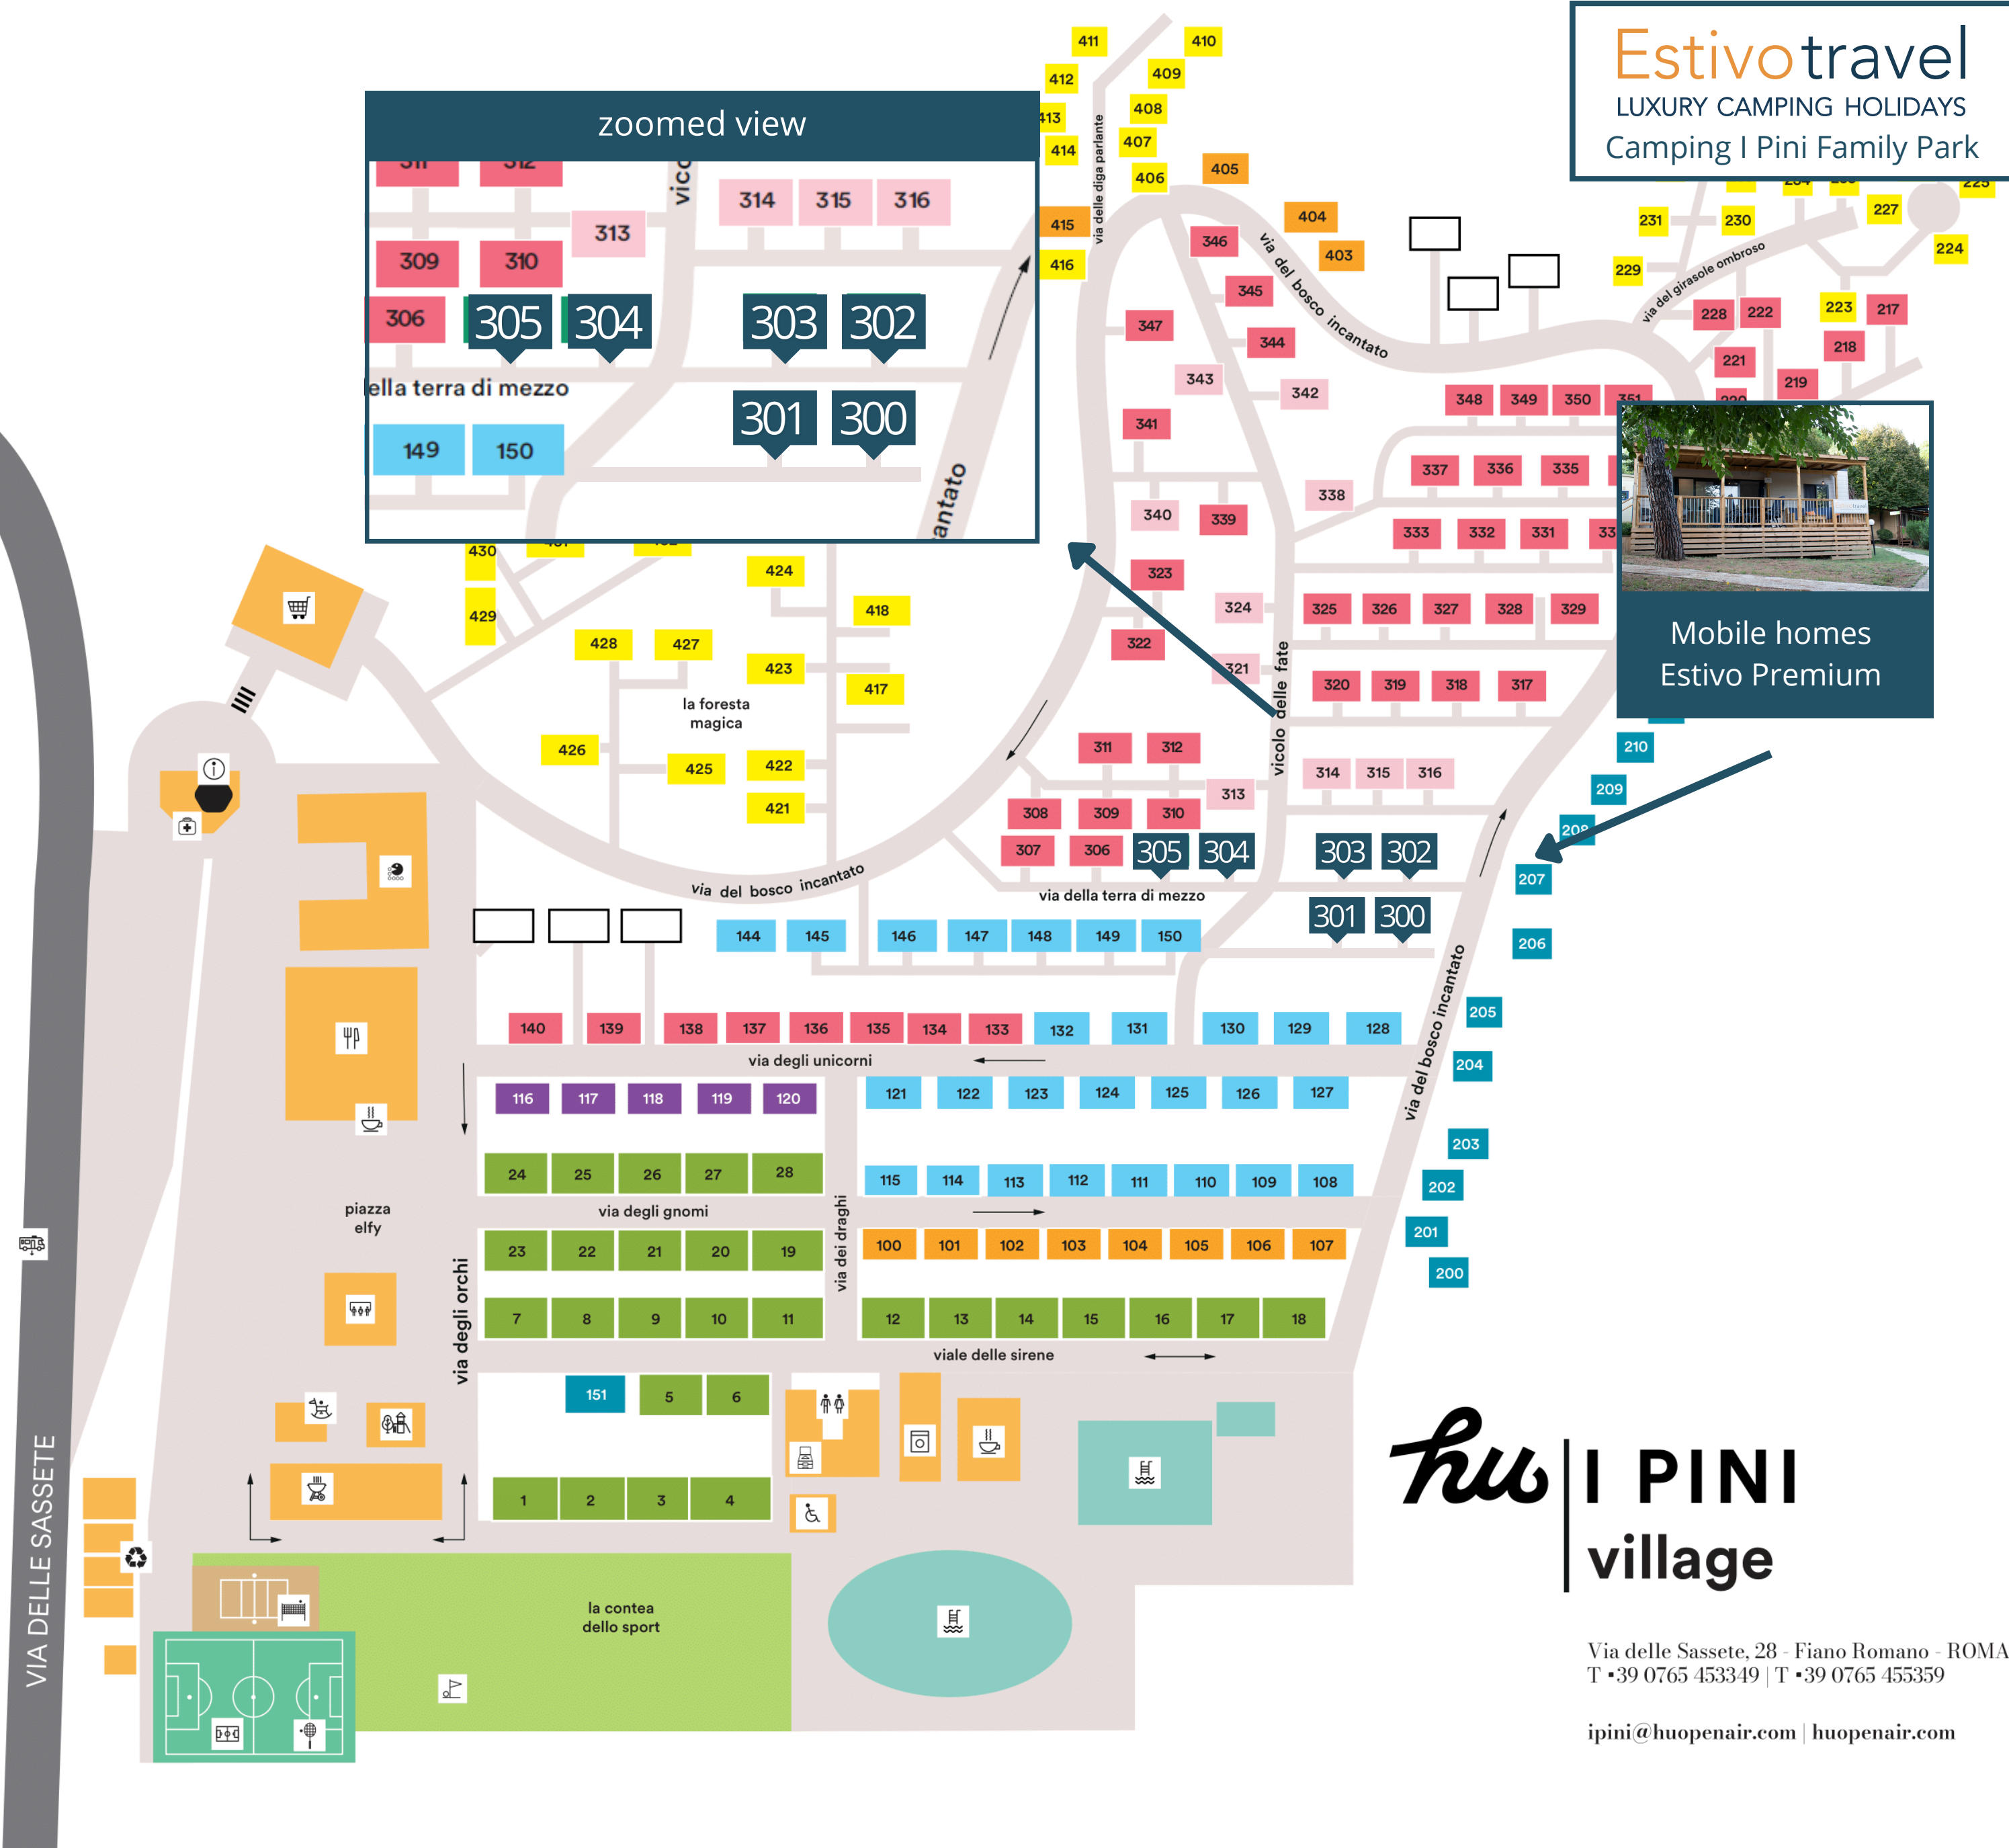 Estivotravel
LUXURY CAMPING HOLIDAYS
Camping I Pini Family Park
zoomed view
314 315 316
313
309 310
306 305 304 303 302
ella terra di mezzo
301 300
149 150
antato
411 410
412 409
413 408
414 407
406
via delle diga parlante
405
415 404
416 403
346
via del bosco incantato
345
347 344
343 342
341
340 339
338
323
324
322
321
vicolo delle fate
231 230 227 225
229 224
via del girasole ombroso
228 222 223 217
221 218
219
348 349 350 351
337 336 335
333 332 331
325 326 327 328 329
320 319 318 317
Mobile homes
Estivo Premium
430
429
424
418
428 427
423
417
la foresta
magica
426 425 422
421
311 312
314 315 316
313
308 309 310
307 306 305 304 303 302
via della terra di mezzo
301 300
210
209
208
207
206
205
204
203
202
201
200
via del bosco incantato
via del bosco incantato
144 145 146 147 148 149 150
140 139 138 137 136 135 134 133 132 131 130 129 128
via degli unicorni
116 117 118 119 120 121 122 123 124 125 126 127
24 25 26 27 28 115 114 113 112 111 110 109 108
via degli gnomi
piazza
elfy
via degli orchi
via dei draghi
23 22 21 20 19 100 101 102 103 104 105 106 107
7 8 9 10 11 12 13 14 15 16 17 18
viale delle sirene
151 5 6
1 2 3 4
la contea
dello sport
VIA DELLE SASSETE
hu I PINI
village
Via delle Sassete, 28 - Fiano Romano - ROMA
T +39 0765 453349 | T +39 0765 455359
ipini@huopenair.com | huopenair.com